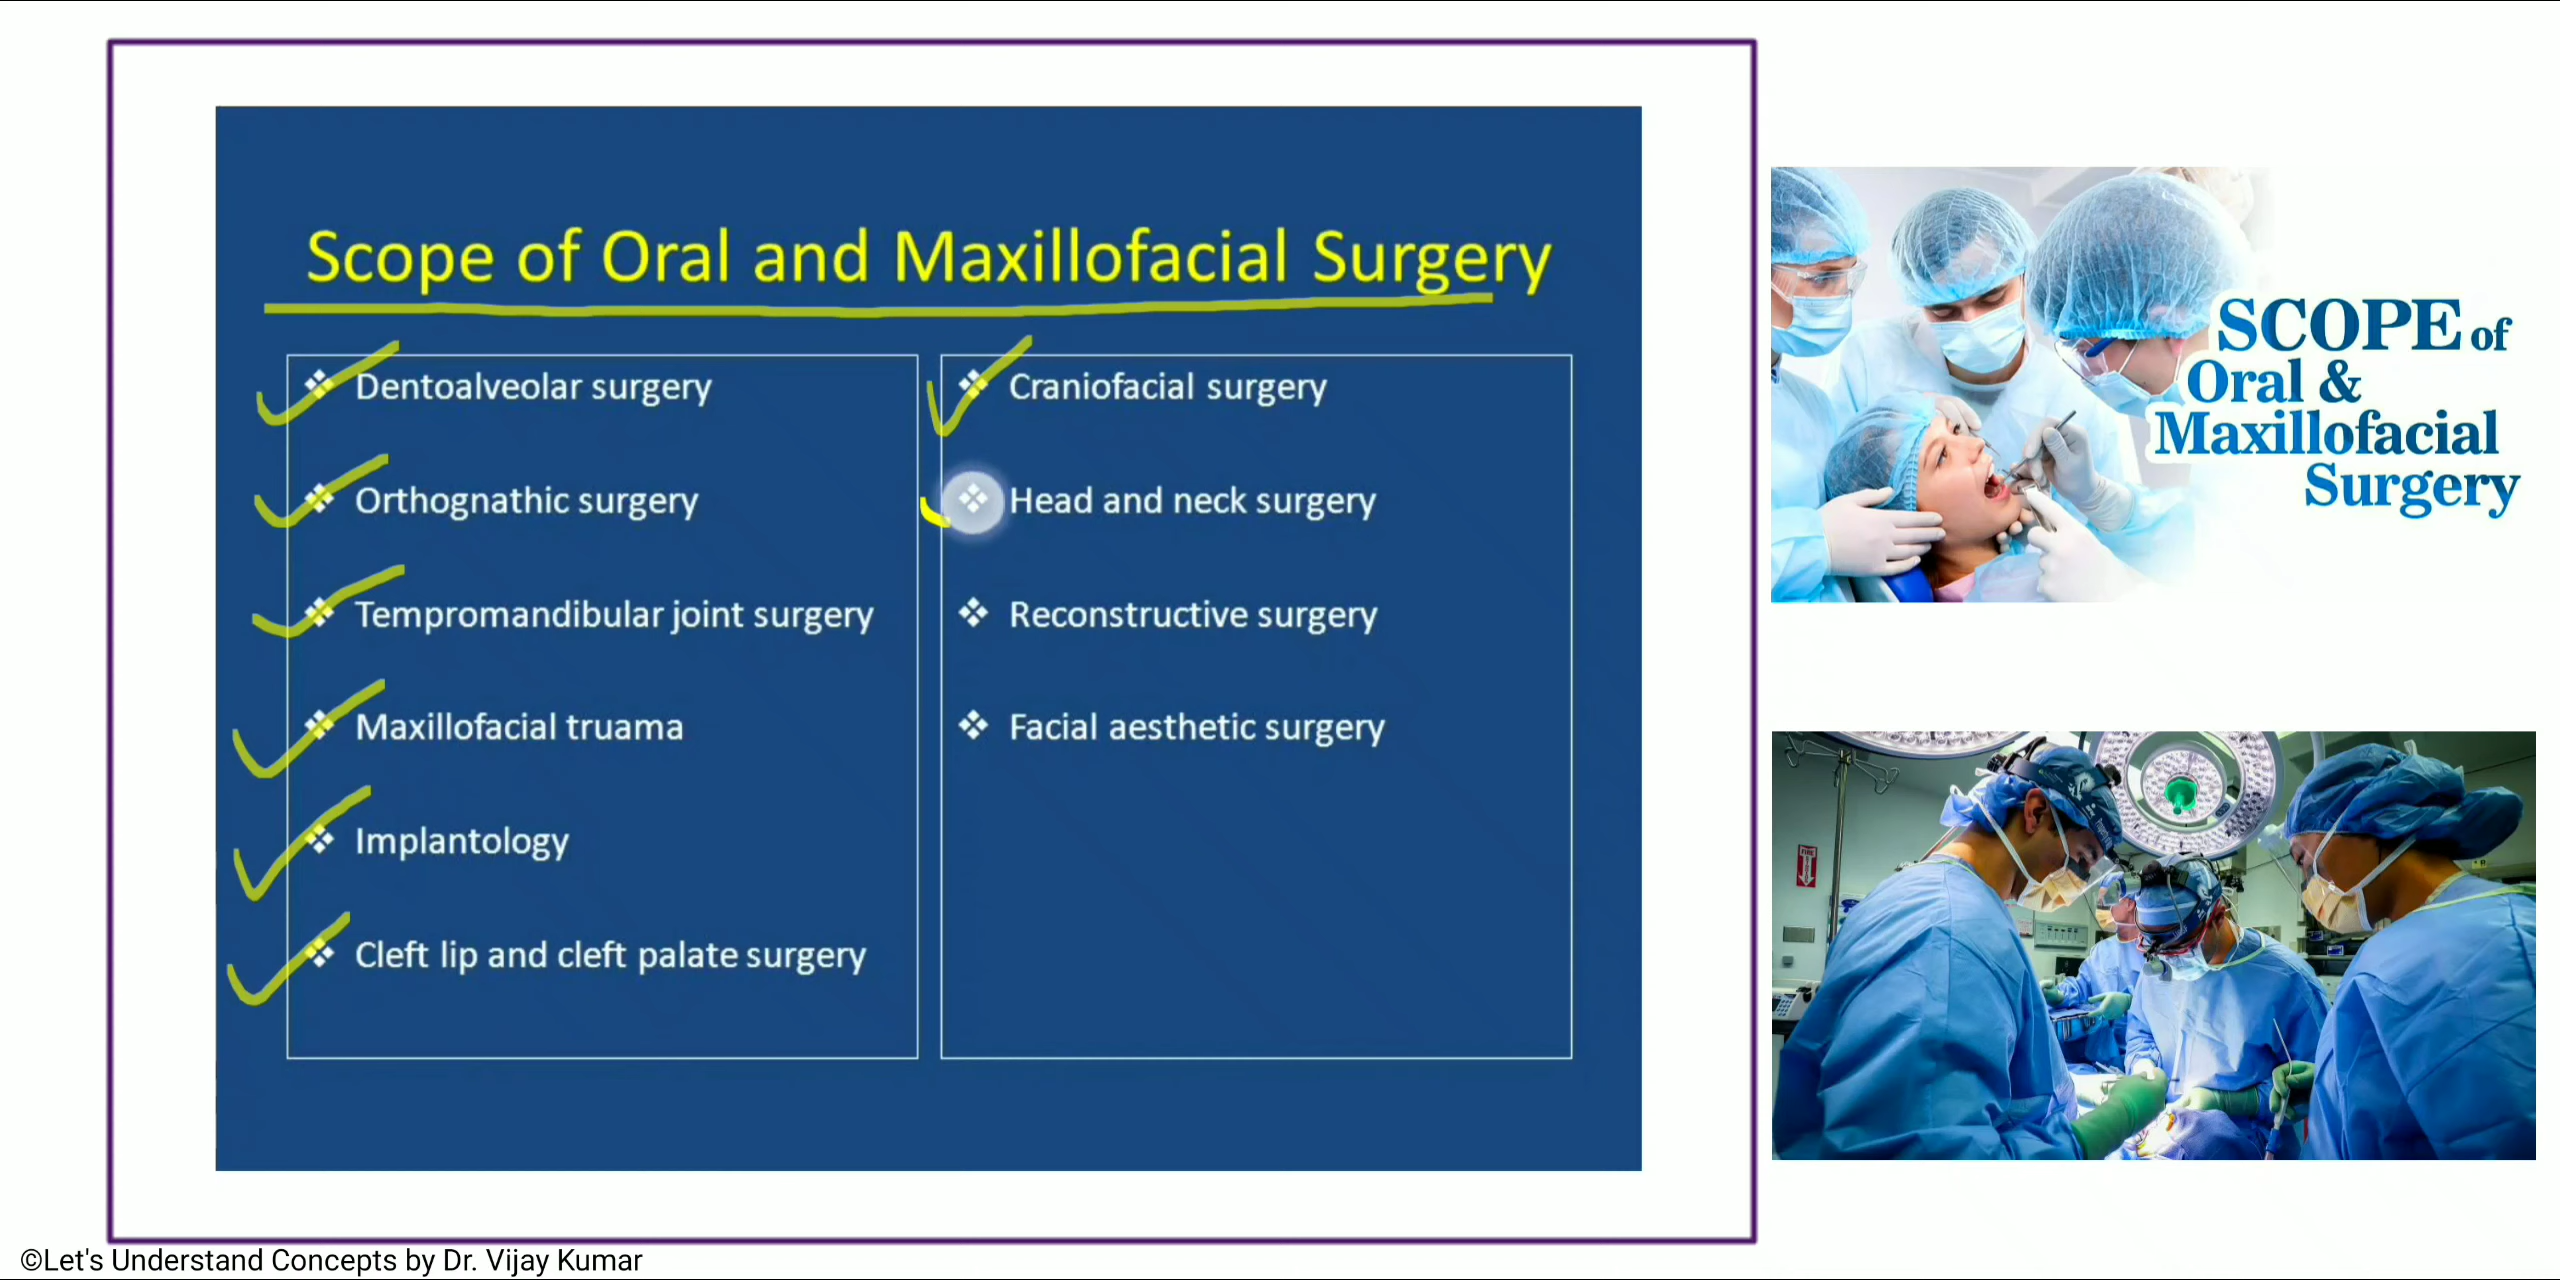 Scope of Oral and Maxillofacial Surgery
Dentoalveolar surgery
Orthognathic surgery
Tempromandibular joint surgery
Maxillofacial truama
Implantology
Cleft lip and cleft palate surgery
Craniofacial surgery
Head and neck surgery
Reconstructive surgery
Facial aesthetic surgery
SCOPE of
Oral &
Maxillofacial
Surgery
FIRE
©Let's Understand Concepts by Dr. Vijay Kumar